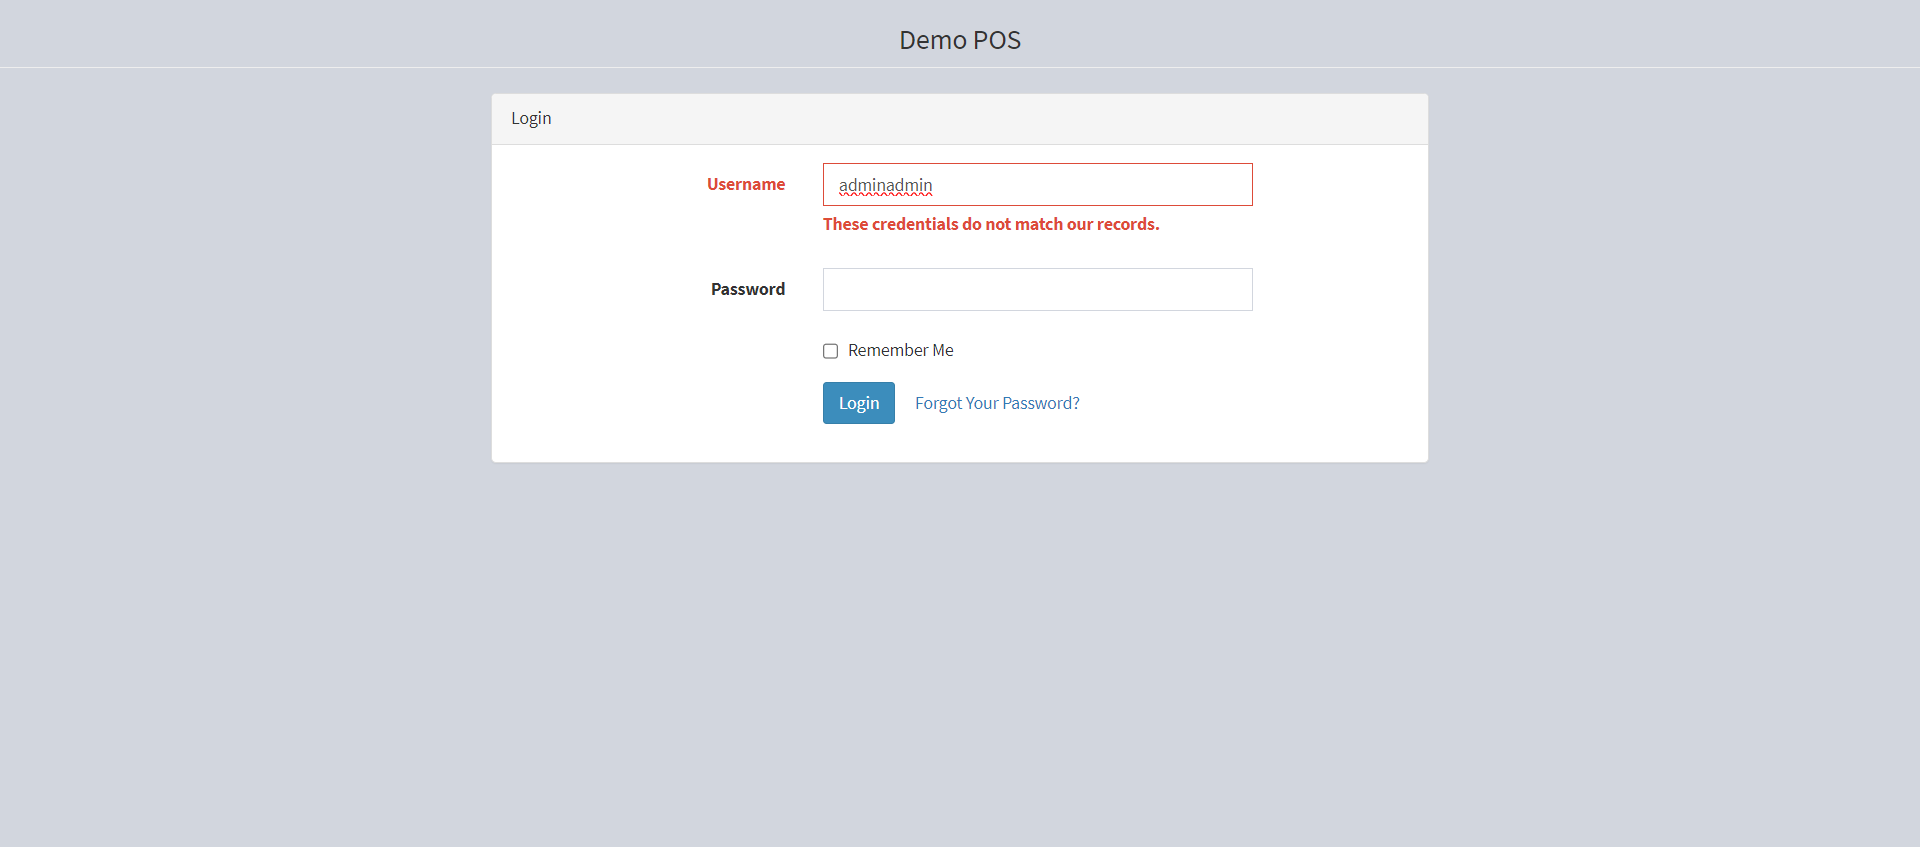 Demo POS
Login
Username
adminadmin
These credentials do not match our records.
Password
Remember Me
Login Forgot Your Password?